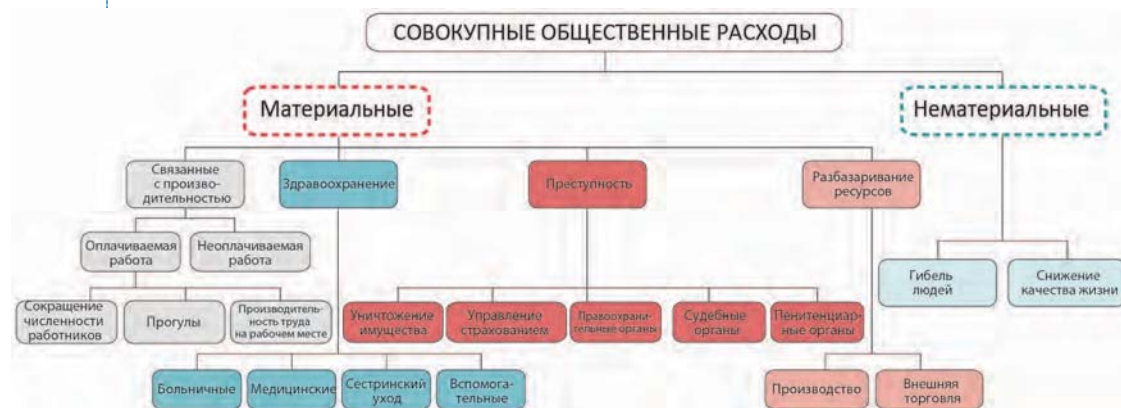 СОВОКУПНЫЕ ОБЩЕСТВЕННЫЕ РАСХОДЫ
Материальные
Нематериальные
Связанные
с произво-
дительностью
Здравоохранение
Преступность
Разбазаривание
ресурсов
Оплачиваемая
работа
Неоплачиваемая
работа
Гибель
людей
Снижение
качества жизни
Сокращение
численности
работников
Прогулы
Производитель-
ность труда
на рабочем месте
Уничтожение
имущества
Управление
страхованием
Правоохрани-
тельные органы
Судебные
органы
Пенитенциар-
ные органы
Больничные
Медицинские
Сестринский
уход
Вспомога-
тельные
Производство
Внешняя
торговля